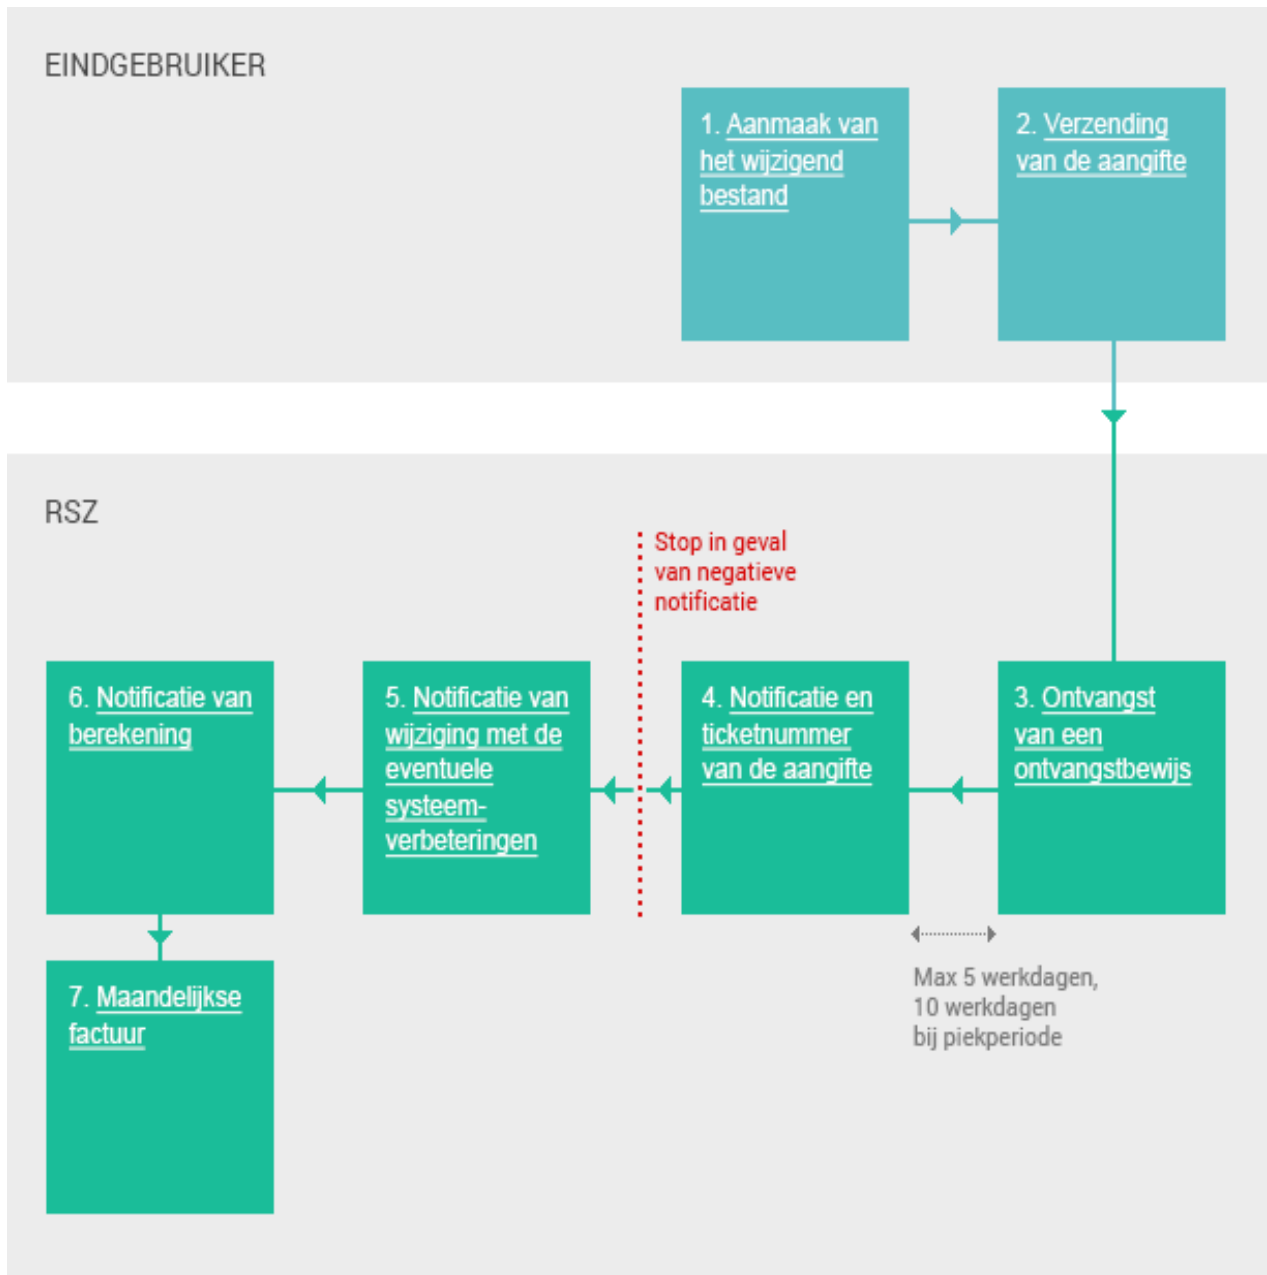 EINDGEBRUIKER
1. Aanmaak van
het wijzigend
bestand
2. Verzending
van de aangifte
RSZ
Stop in geval
van negatieve
notificatie
3. Ontvangst
van een
ontvangstbewijs
4. Notificatie en
ticketnummer
van de aangifte
5. Notificatie van
wijziging met de
eventuele
systeem-
verbeteringen
6. Notificatie van
berekening
Max 5 werkdagen,
10 werkdagen
bij piekperiode
7. Maandelijkse
factuur